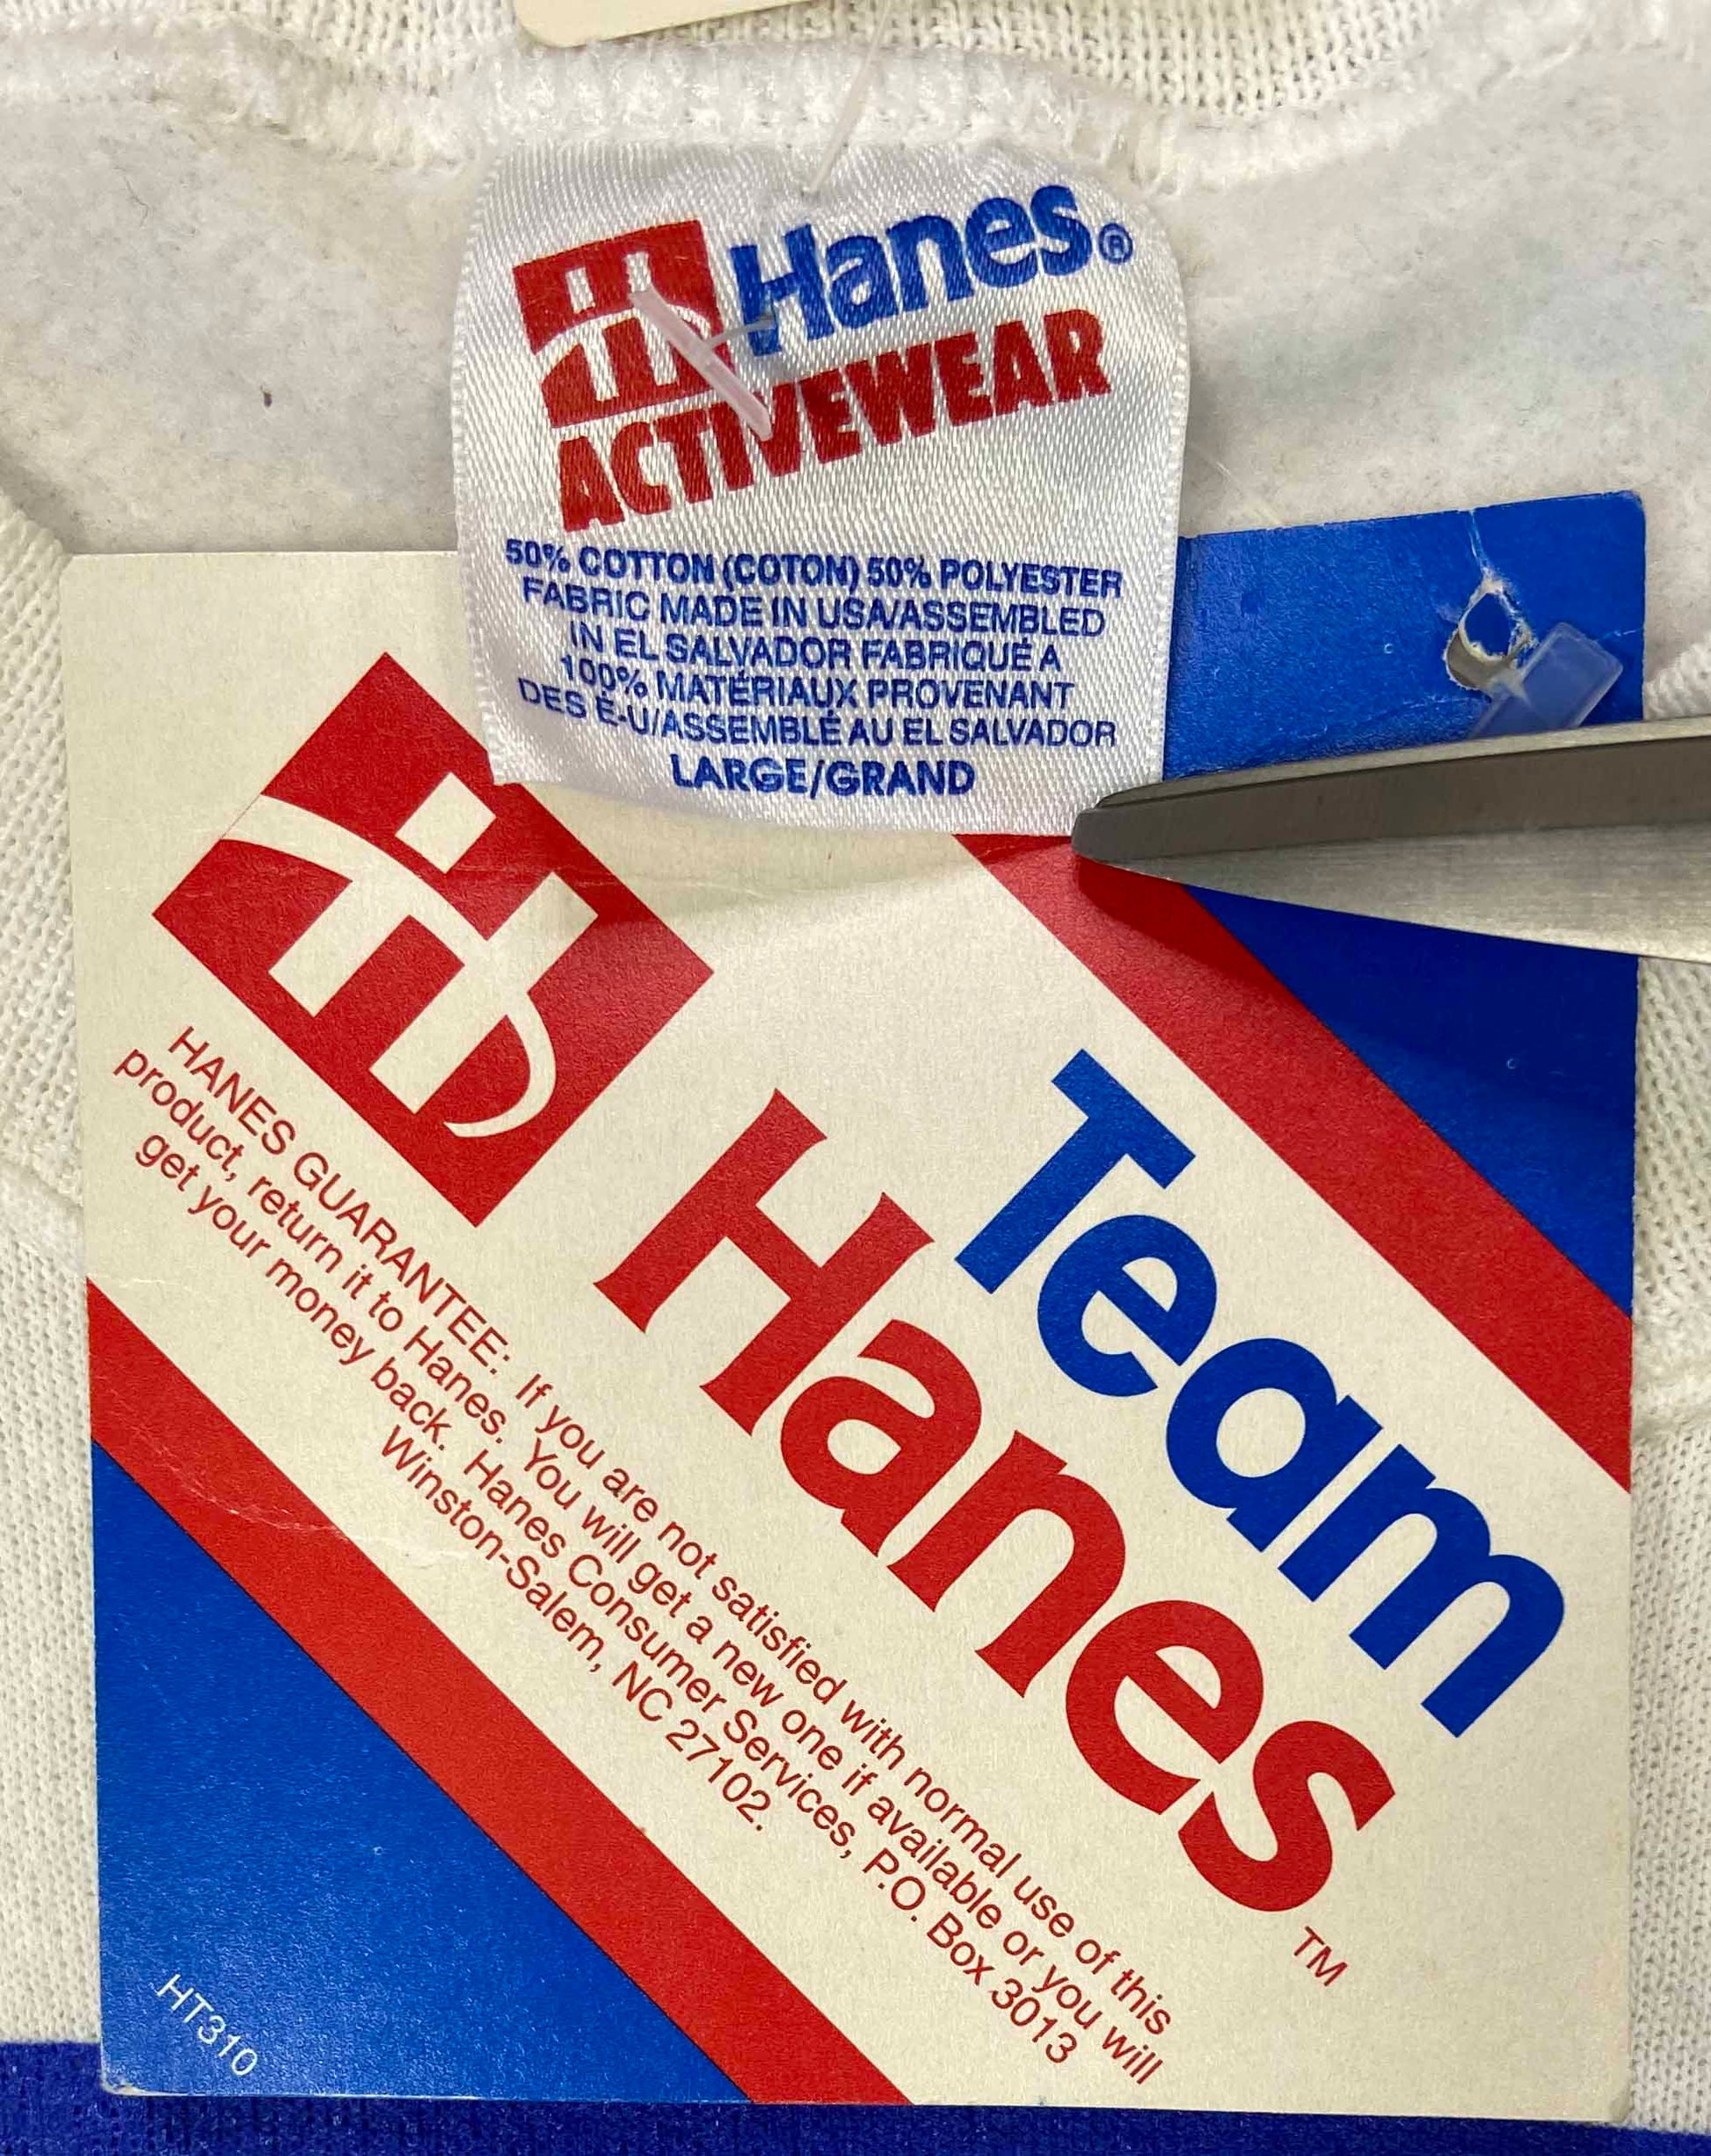 Hanes®
ACTIVEWEAR
50% COTTON (COTON) 50% POLYESTER
FABRIC MADE IN USA/ASSEMBLED
IN EL SALVADOR FABRIQUÉ A
100% MATÉRIAUX PROVENANT
DES É-U/ASSEMBLÉ AU EL SALVADOR
LARGE/GRAND
Team
Hanes™
HANES GUARANTEE: If you are not satisfied with normal use of this
product, return it to Hanes. You will get a new one if available or you will
get your money back. Hanes Consumer Services, P.O. Box 3013
Winston-Salem, NC 27102.
HT310